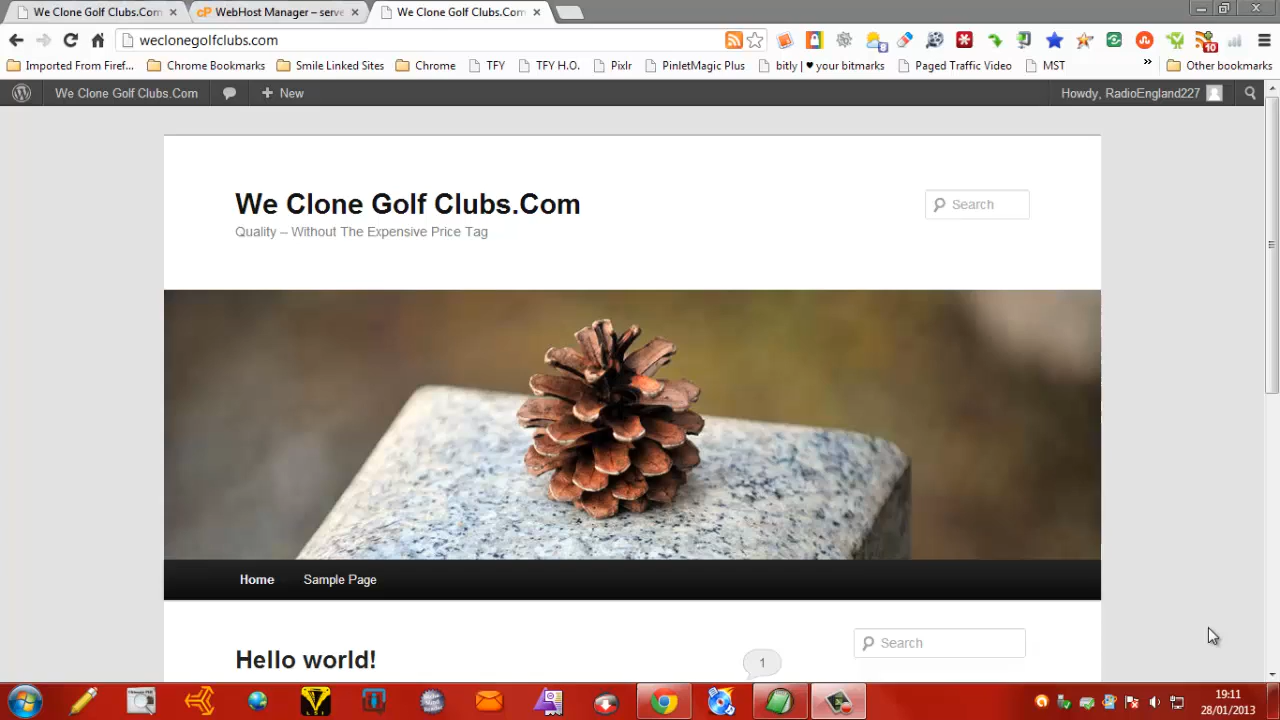 We Clone Golf Clubs.Com
WebHost Manager – serve
We Clone Golf Clubs.Com
weclonegolfclubs.com
8
10
Imported From Firef...
Chrome Bookmarks
Smile Linked Sites
Chrome
TFY
TFY H.O.
Pixlr
PinletMagic Plus
bitly | ♥ your bitmarks
Paged Traffic Video
MST
»
Other bookmarks
We Clone Golf Clubs.Com
+ New
Howdy, RadioEngland227
We Clone Golf Clubs.Com
Search
Quality – Without The Expensive Price Tag
Home
Sample Page
Search
Hello world!
1
19:11
28/01/2013